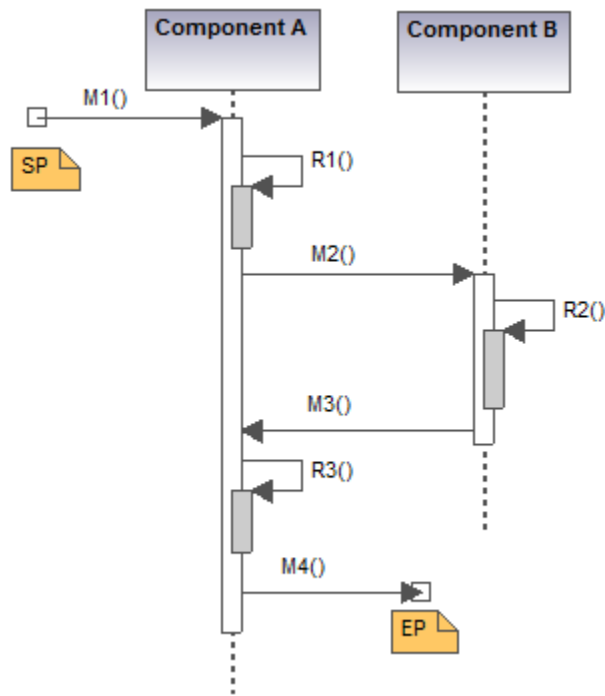 Component A
Component B
M1()
SP
R1()
M2()
R2()
M3()
R3()
M4()
EP